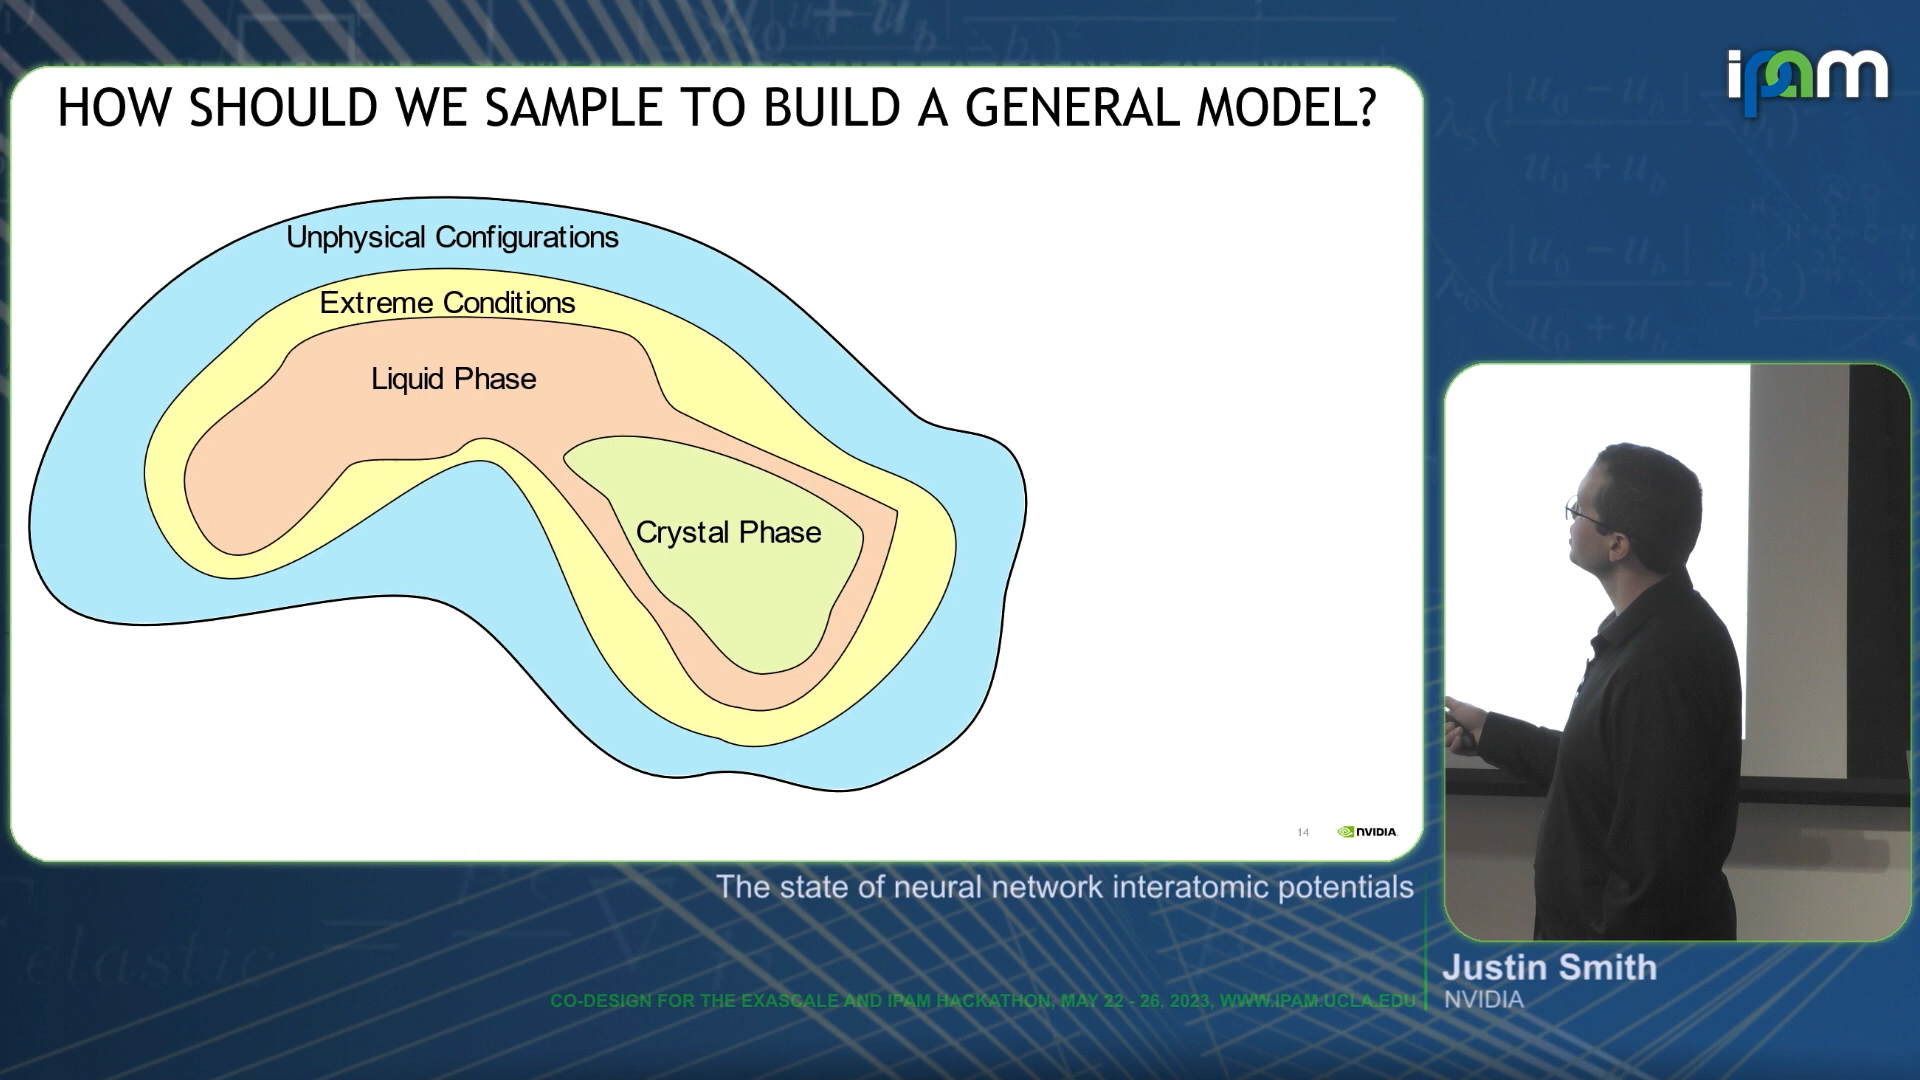 HOW SHOULD WE SAMPLE TO BUILD A GENERAL MODEL?
Unphysical Configurations
Extreme Conditions
Liquid Phase
Crystal Phase
14
NVIDIA
ipam
The state of neural network interatomic potentials
Justin Smith
NVIDIA
CO-DESIGN FOR THE EXASCALE AND IPAM HACKATHON, MAY 22 - 26, 2023, WWW.IPAM.UCLA.EDU
elastic